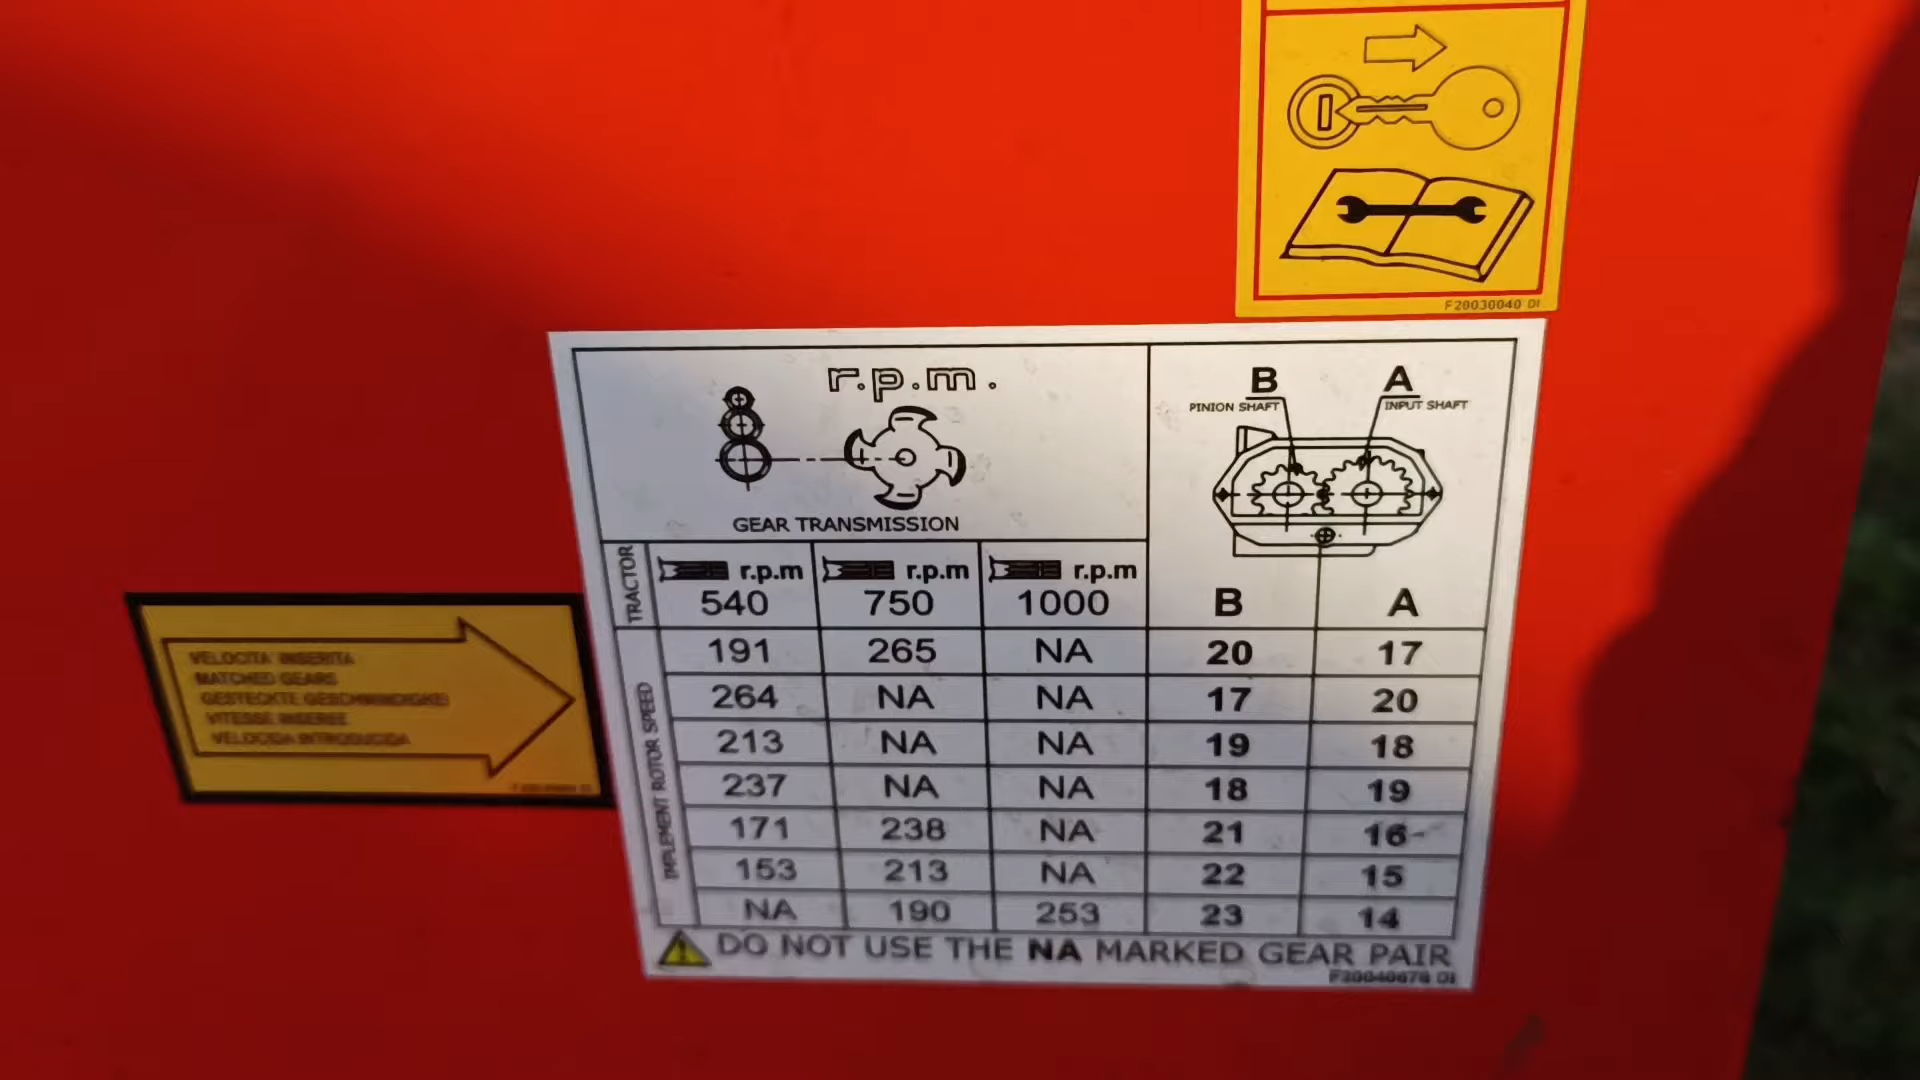 F20030040 DI
r.p.m.
GEAR TRANSMISSION
B A
PINION SHAFT INPUT SHAFT
TRACTOR
r.p.m r.p.m r.p.m
540 750 1000 B A
IMPLEMENT ROTOR SPEED
191 265 NA 20 17
264 NA NA 17 20
213 NA NA 19 18
237 NA NA 18 19
171 238 NA 21 16
153 213 NA 22 15
NA 190 253 23 14
DO NOT USE THE NA MARKED GEAR PAIR
F30040678 DI
VELOCITA INSERITA
MATCHED GEARS
GESTECKTE
VITESSE INSEREE
VELOCIDA INTRODUCIDA